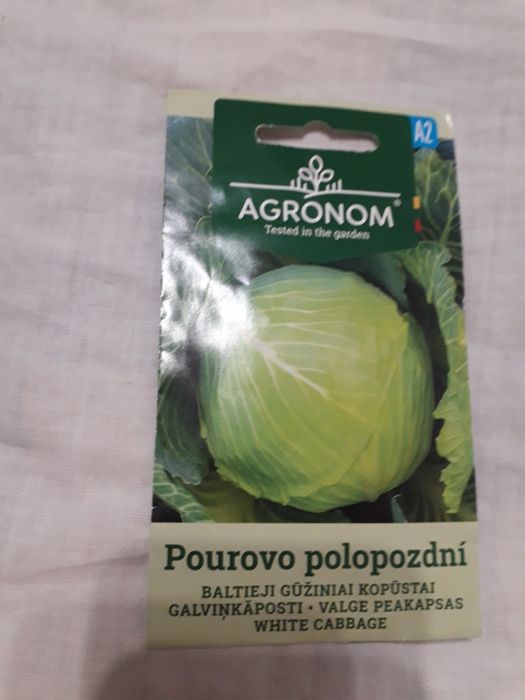 A2
AGRONOM®
Tested in the garden
Pourovo polopozdní
BALTIEJI GŪŽINIAI KOPŪSTAI
GALVIŅKĀPOSTI • VALGE PEAKAPSAS
WHITE CABBAGE